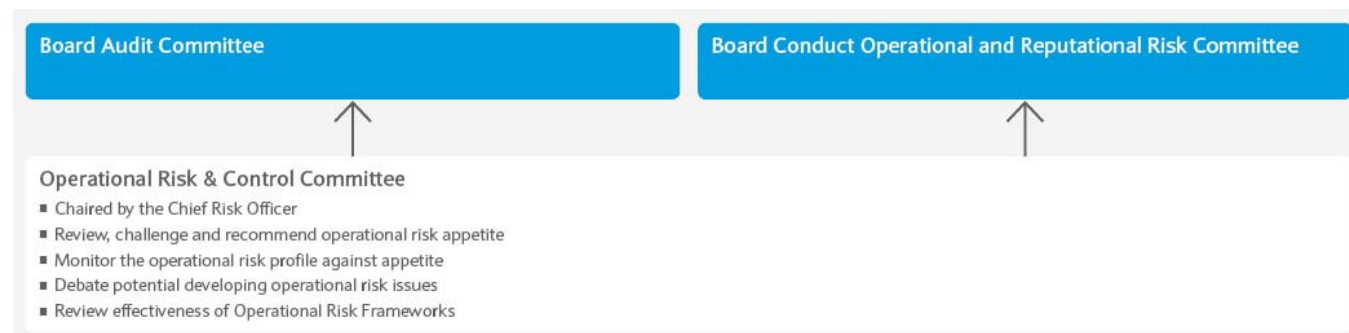 Board Audit Committee
Board Conduct Operational and Reputational Risk Committee
Operational Risk & Control Committee
▪ Chaired by the Chief Risk Officer
▪ Review, challenge and recommend operational risk appetite
▪ Monitor the operational risk profile against appetite
▪ Debate potential developing operational risk issues
▪ Review effectiveness of Operational Risk Frameworks